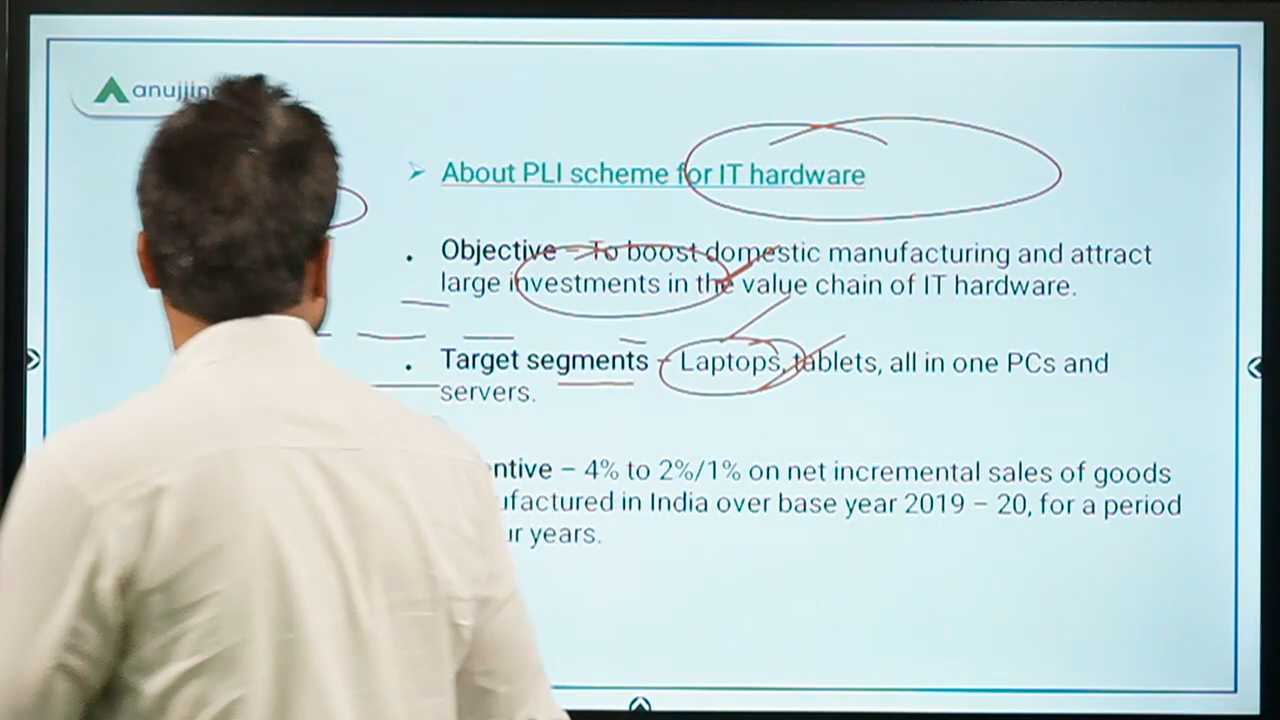 anujjin
➢ About PLI scheme for IT hardware
. Objective – To boost domestic manufacturing and attract
large investments in the value chain of IT hardware.
. Target segments – Laptops, tablets, all in one PCs and
servers.
ntive – 4% to 2%/1% on net incremental sales of goods
ufactured in India over base year 2019 – 20, for a period
ur years.